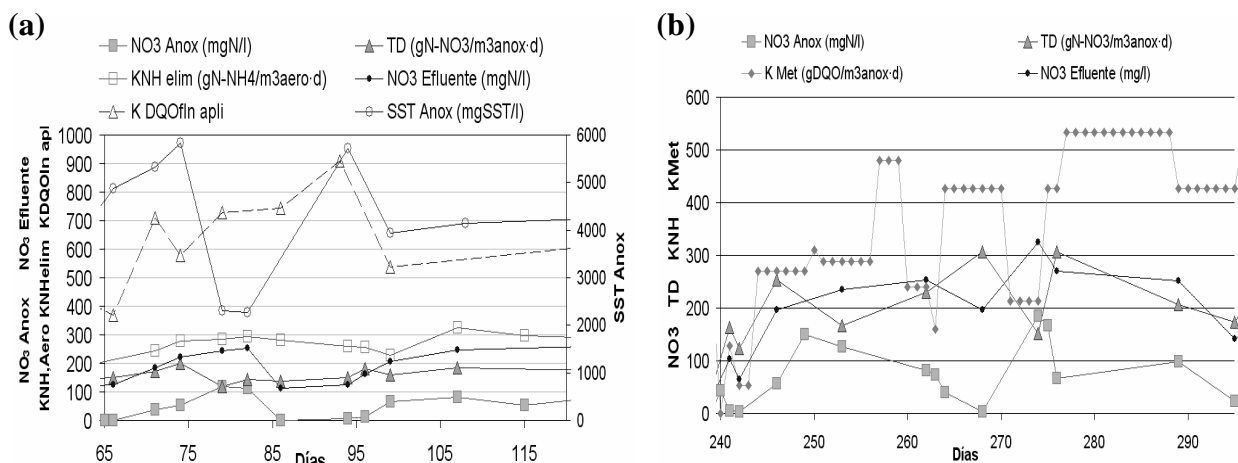 (a)
NO3 Anox (mgN/l)
TD (gN-NO3/m3anox·d)
KNH elim (gN-NH4/m3aero·d)
NO3 Efluente (mgN/l)
K DQOfIn apli
SST Anox (mgSST/l)
NO3 Anox NO3 Efluente
KNH,Aero KNHelim KDQOIn apl
1000
900
800
700
600
500
400
300
200
100
0
6000
5000
4000
3000
2000
1000
0
SST Anox
65
75
85
95
105
115
Días
(b)
NO3 Anox (mgN/l)
TD (gN-NO3/m3anox·d)
K Met (gDQO/m3anox·d)
NO3 Efluente (mg/l)
NO3 TD KNH KMet
600
500
400
300
200
100
0
240
250
260
270
280
290
Dias